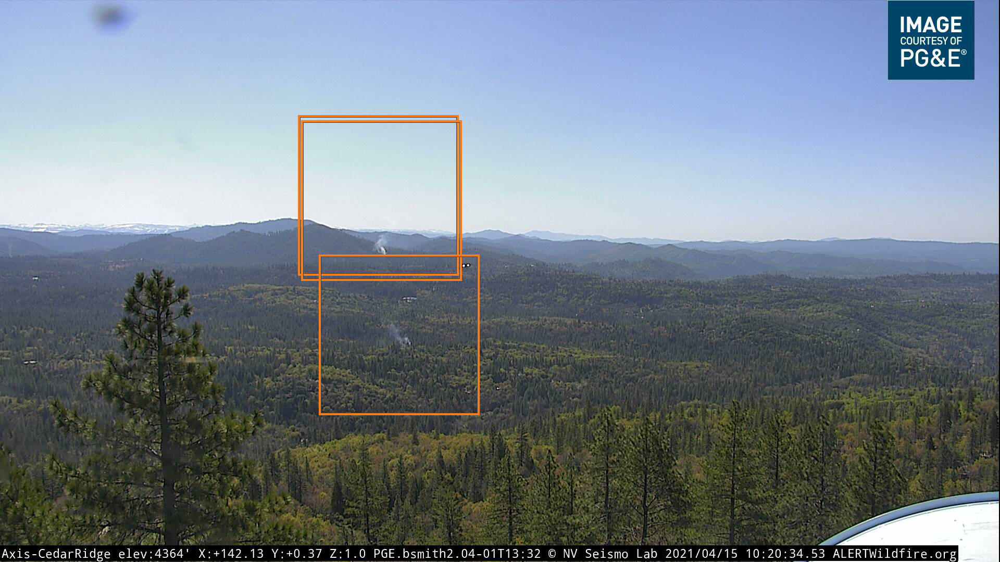 IMAGE
COURTESY OF
PG&E®
Axis-CedarRidge elev:4364' X:+142.13 Y:+0.37 Z:1.0 PGE.bsmith2.04-01T13:32 © NV Seismo Lab 2021/04/15 10:20:34.53 ALERTWildfire.org